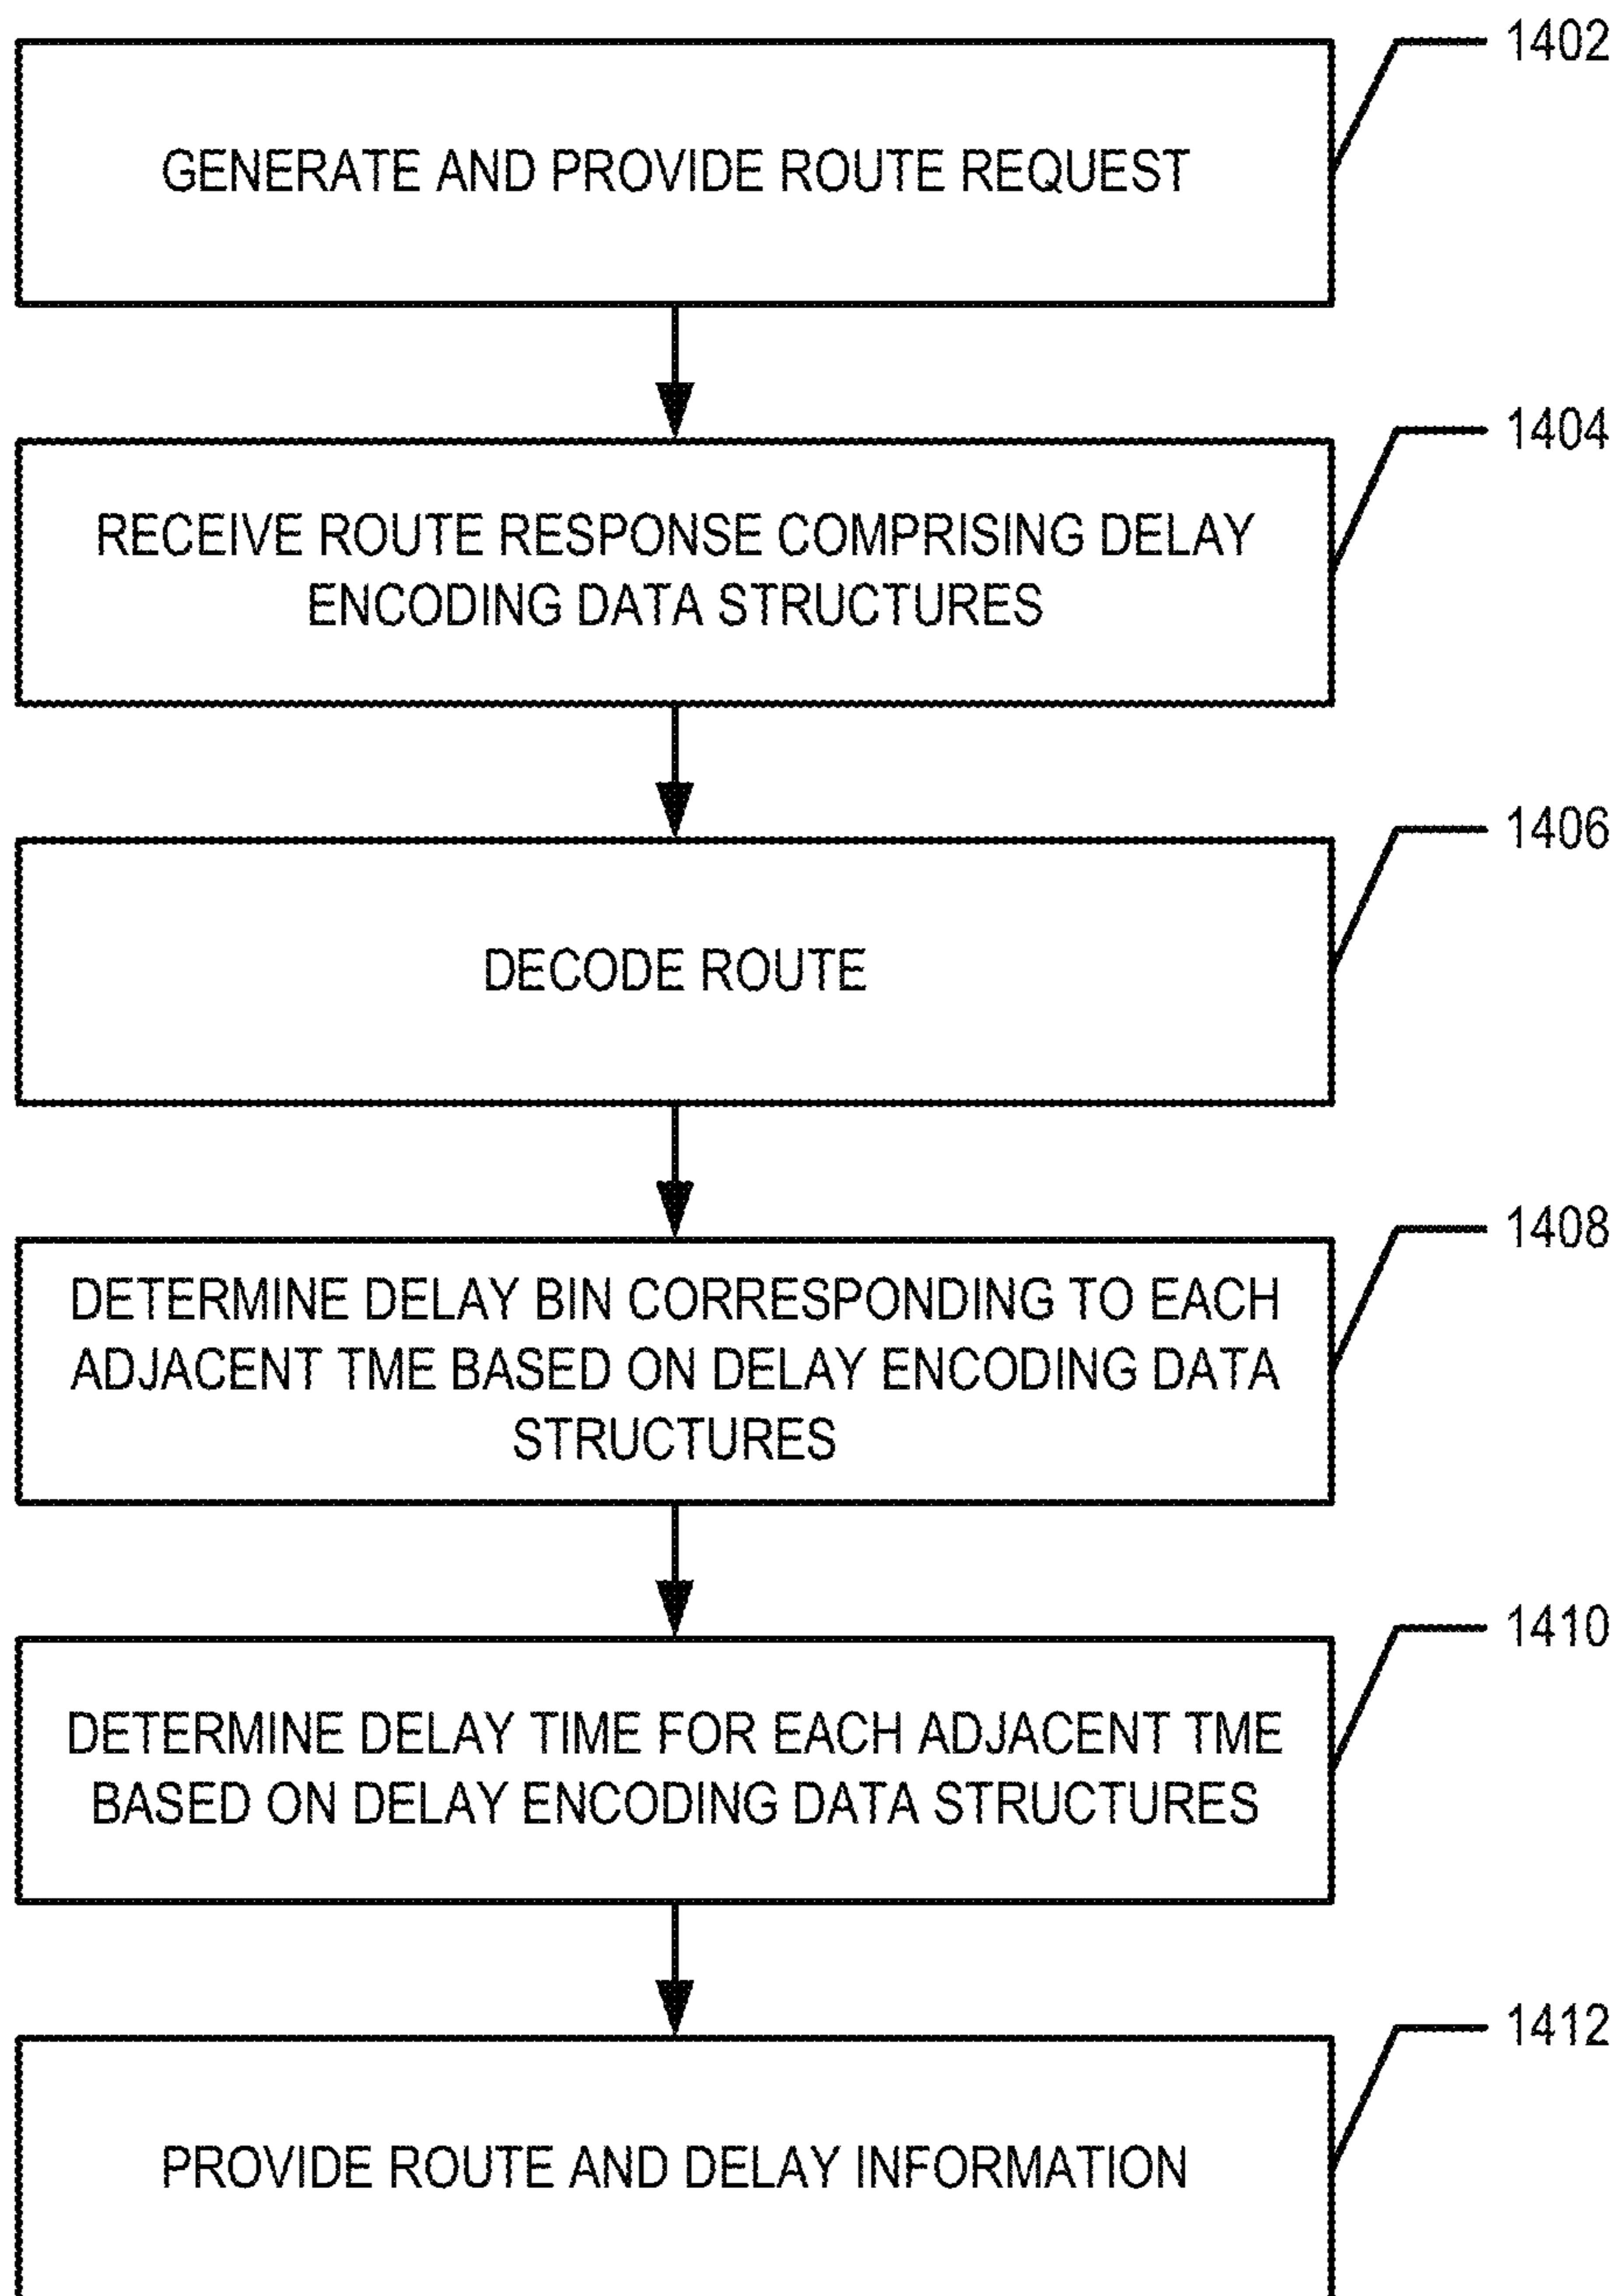 1402
GENERATE AND PROVIDE ROUTE REQUEST
1404
RECEIVE ROUTE RESPONSE COMPRISING DELAY
ENCODING DATA STRUCTURES
1406
DECODE ROUTE
1408
DETERMINE DELAY BIN CORRESPONDING TO EACH
ADJACENT TME BASED ON DELAY ENCODING DATA
STRUCTURES
1410
DETERMINE DELAY TIME FOR EACH ADJACENT TME
BASED ON DELAY ENCODING DATA STRUCTURES
1412
PROVIDE ROUTE AND DELAY INFORMATION